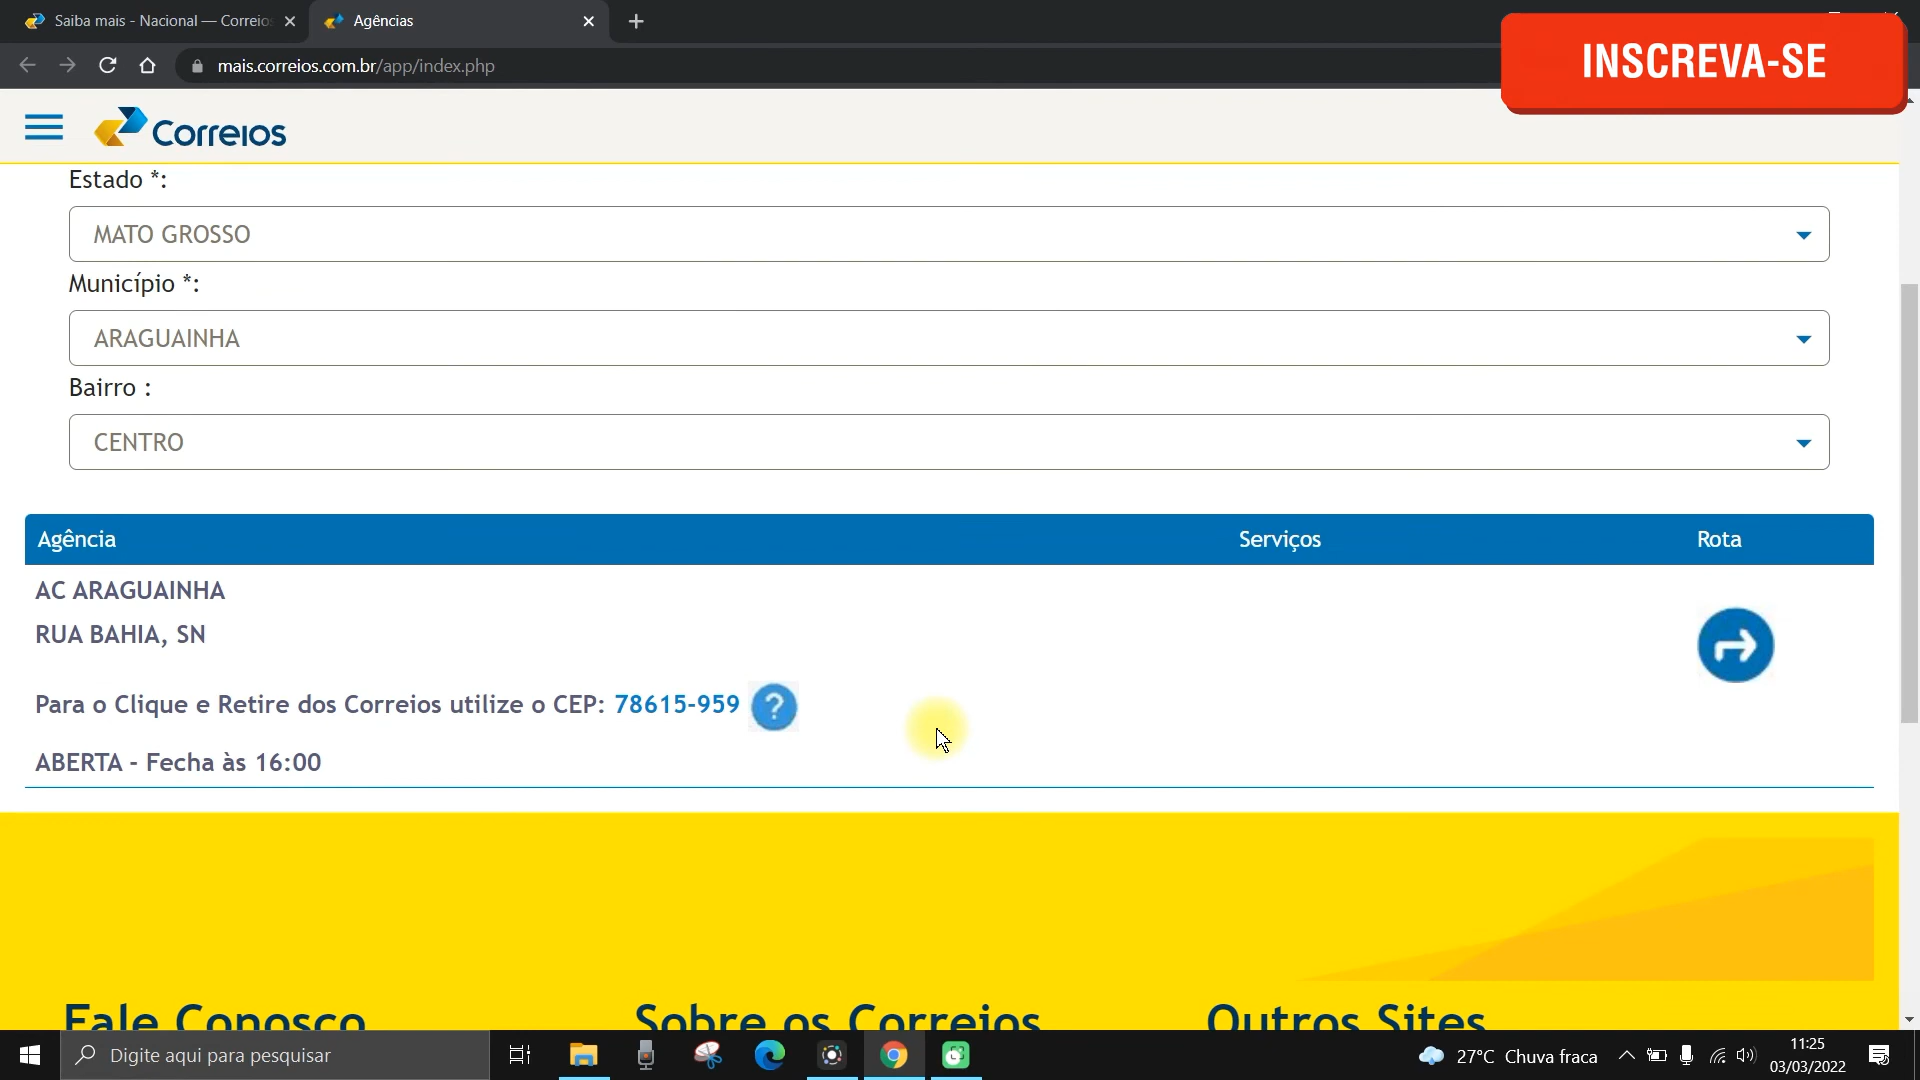 Saiba mais - Nacional — Correios
Agências
mais.correios.com.br/app/index.php
INSCREVA-SE
Correios
Estado *:
MATO GROSSO
Município *:
ARAGUAINHA
Bairro :
CENTRO
Agência Serviços Rota
AC ARAGUAINHA
RUA BAHIA, SN
Para o Clique e Retire dos Correios utilize o CEP: 78615-959 ?
ABERTA - Fecha às 16:00
Fale Conosco Sobre os Correios Outros Sites
Digite aqui para pesquisar
27°C Chuva fraca
11:25
03/03/2022